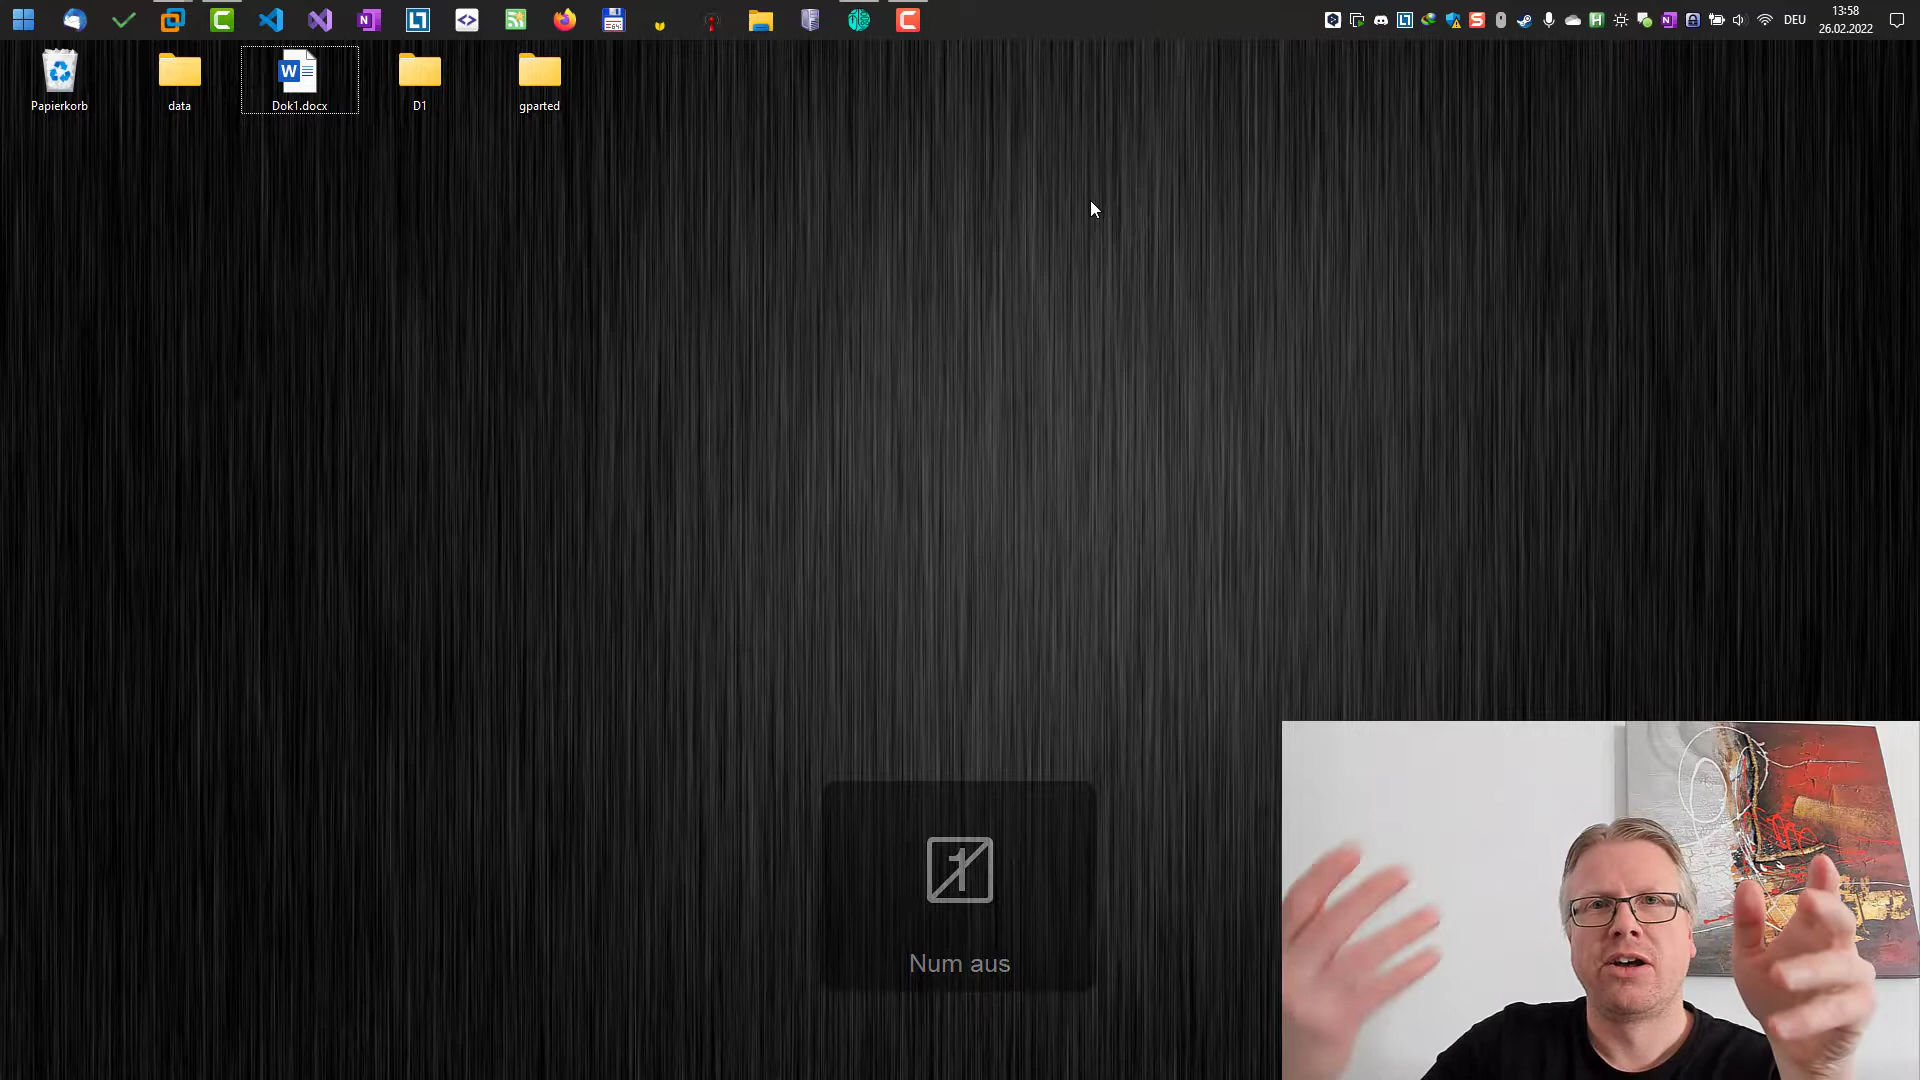 13:58
DEU
26.02.2022
Papierkorb
data
Dok1.docx
D1
gparted
Num aus